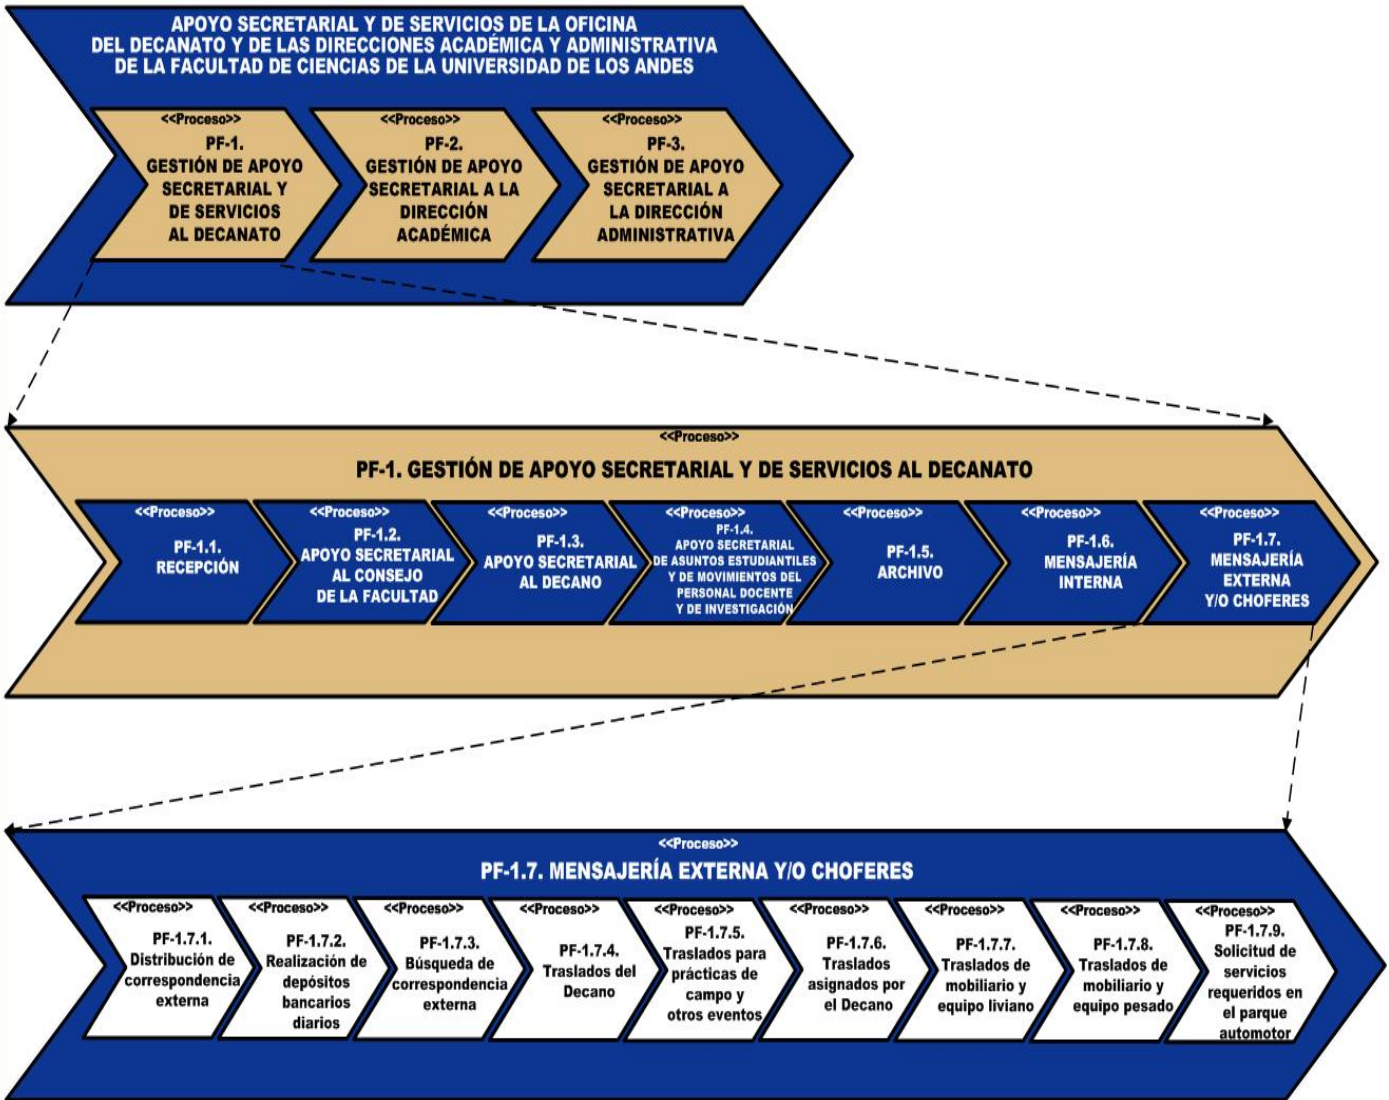 APOYO SECRETARIAL Y DE SERVICIOS DE LA OFICINA
DEL DECANATO Y DE LAS DIRECCIONES ACADÉMICA Y ADMINISTRATIVA
DE LA FACULTAD DE CIENCIAS DE LA UNIVERSIDAD DE LOS ANDES
<<Proceso>>
PF-1.
GESTIÓN DE APOYO
SECRETARIAL Y
DE SERVICIOS
AL DECANATO
<<Proceso>>
PF-2.
GESTIÓN DE APOYO
SECRETARIAL A LA
DIRECCIÓN
ACADÉMICA
<<Proceso>>
PF-3.
GESTIÓN DE APOYO
SECRETARIAL A
LA DIRECCIÓN
ADMINISTRATIVA
<<Proceso>>
PF-1. GESTIÓN DE APOYO SECRETARIAL Y DE SERVICIOS AL DECANATO
<<Proceso>>
PF-1.1.
RECEPCIÓN
<<Proceso>>
PF-1.2.
APOYO SECRETARIAL
AL CONSEJO
DE LA FACULTAD
<<Proceso>>
PF-1.3.
APOYO SECRETARIAL
AL DECANO
<<Proceso>>
PF-1.4.
APOYO SECRETARIAL
DE ASUNTOS ESTUDIANTILES
Y DE MOVIMIENTOS DEL
PERSONAL DOCENTE
Y DE INVESTIGACIÓN
<<Proceso>>
PF-1.5.
ARCHIVO
<<Proceso>>
PF-1.6.
MENSAJERÍA
INTERNA
<<Proceso>>
PF-1.7.
MENSAJERÍA
EXTERNA
Y/O CHOFERES
<<Proceso>>
PF-1.7. MENSAJERÍA EXTERNA Y/O CHOFERES
<<Proceso>>
PF-1.7.1.
Distribución de
correspondencia
externa
<<Proceso>>
PF-1.7.2.
Realización de
depósitos
bancarios
diarios
<<Proceso>>
PF-1.7.3.
Búsqueda de
correspondencia
externa
<<Proceso>>
PF-1.7.4.
Traslados del
Decano
<<Proceso>>
PF-1.7.5.
Traslados para
prácticas de
campo y
otros eventos
<<Proceso>>
PF-1.7.6.
Traslados
asignados por
el Decano
<<Proceso>>
PF-1.7.7.
Traslados de
mobiliario y
equipo liviano
<<Proceso>>
PF-1.7.8.
Traslados de
mobiliario y
equipo pesado
<<Proceso>>
PF-1.7.9.
Solicitud de
servicios
requeridos en
el parque
automotor